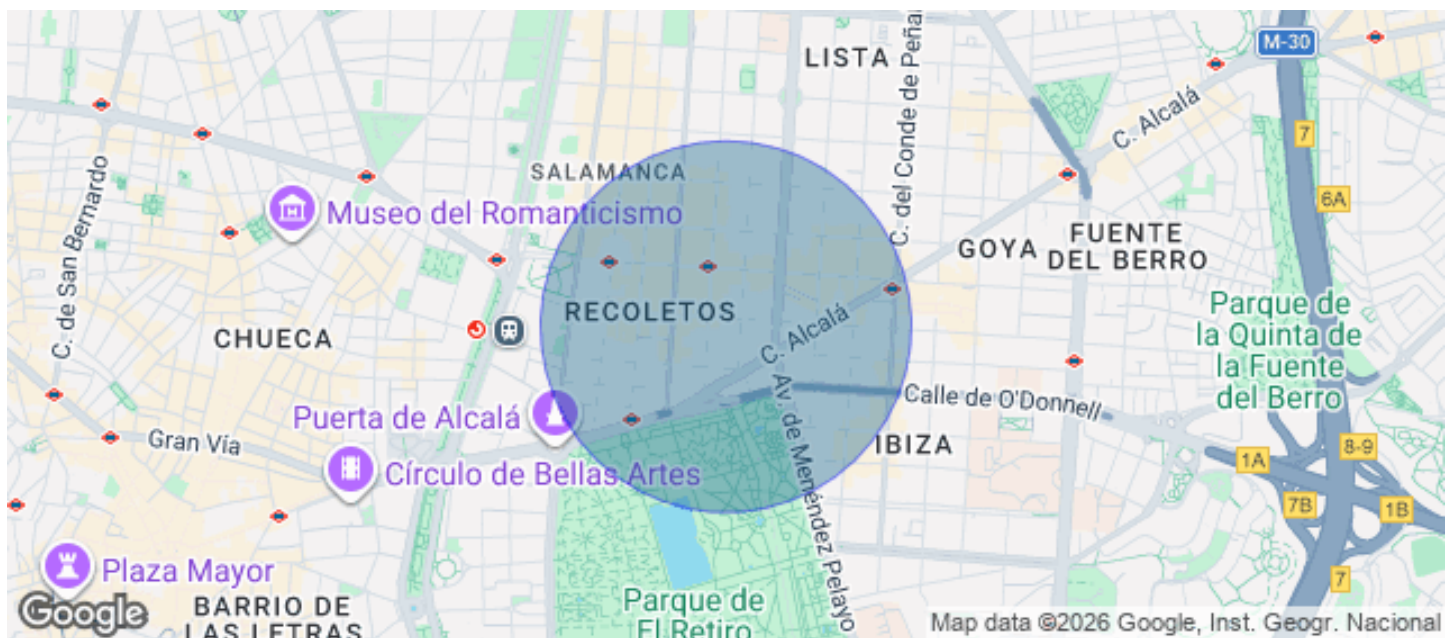 LISTA
M-30
C. del Conde de Peña
C. Alcalá
7
SALAMANCA
C. de San Bernardo
Museo del Romanticismo
6A
GOYA
FUENTE
DEL BERRO
RECOLETOS
CHUECA
C. Alcalá
Parque de
la Quinta de
la Fuente
del Berro
Puerta de Alcalá
Calle de O'Donnell
Av. de Menéndez Pelayo
Gran Vía
IBIZA
8-9
1A
Círculo de Bellas Artes
7B
1B
Plaza Mayor
7
BARRIO DE
LAS LETRAS
Parque de
El Retiro
Google
Map data ©2026 Google, Inst. Geogr. Nacional